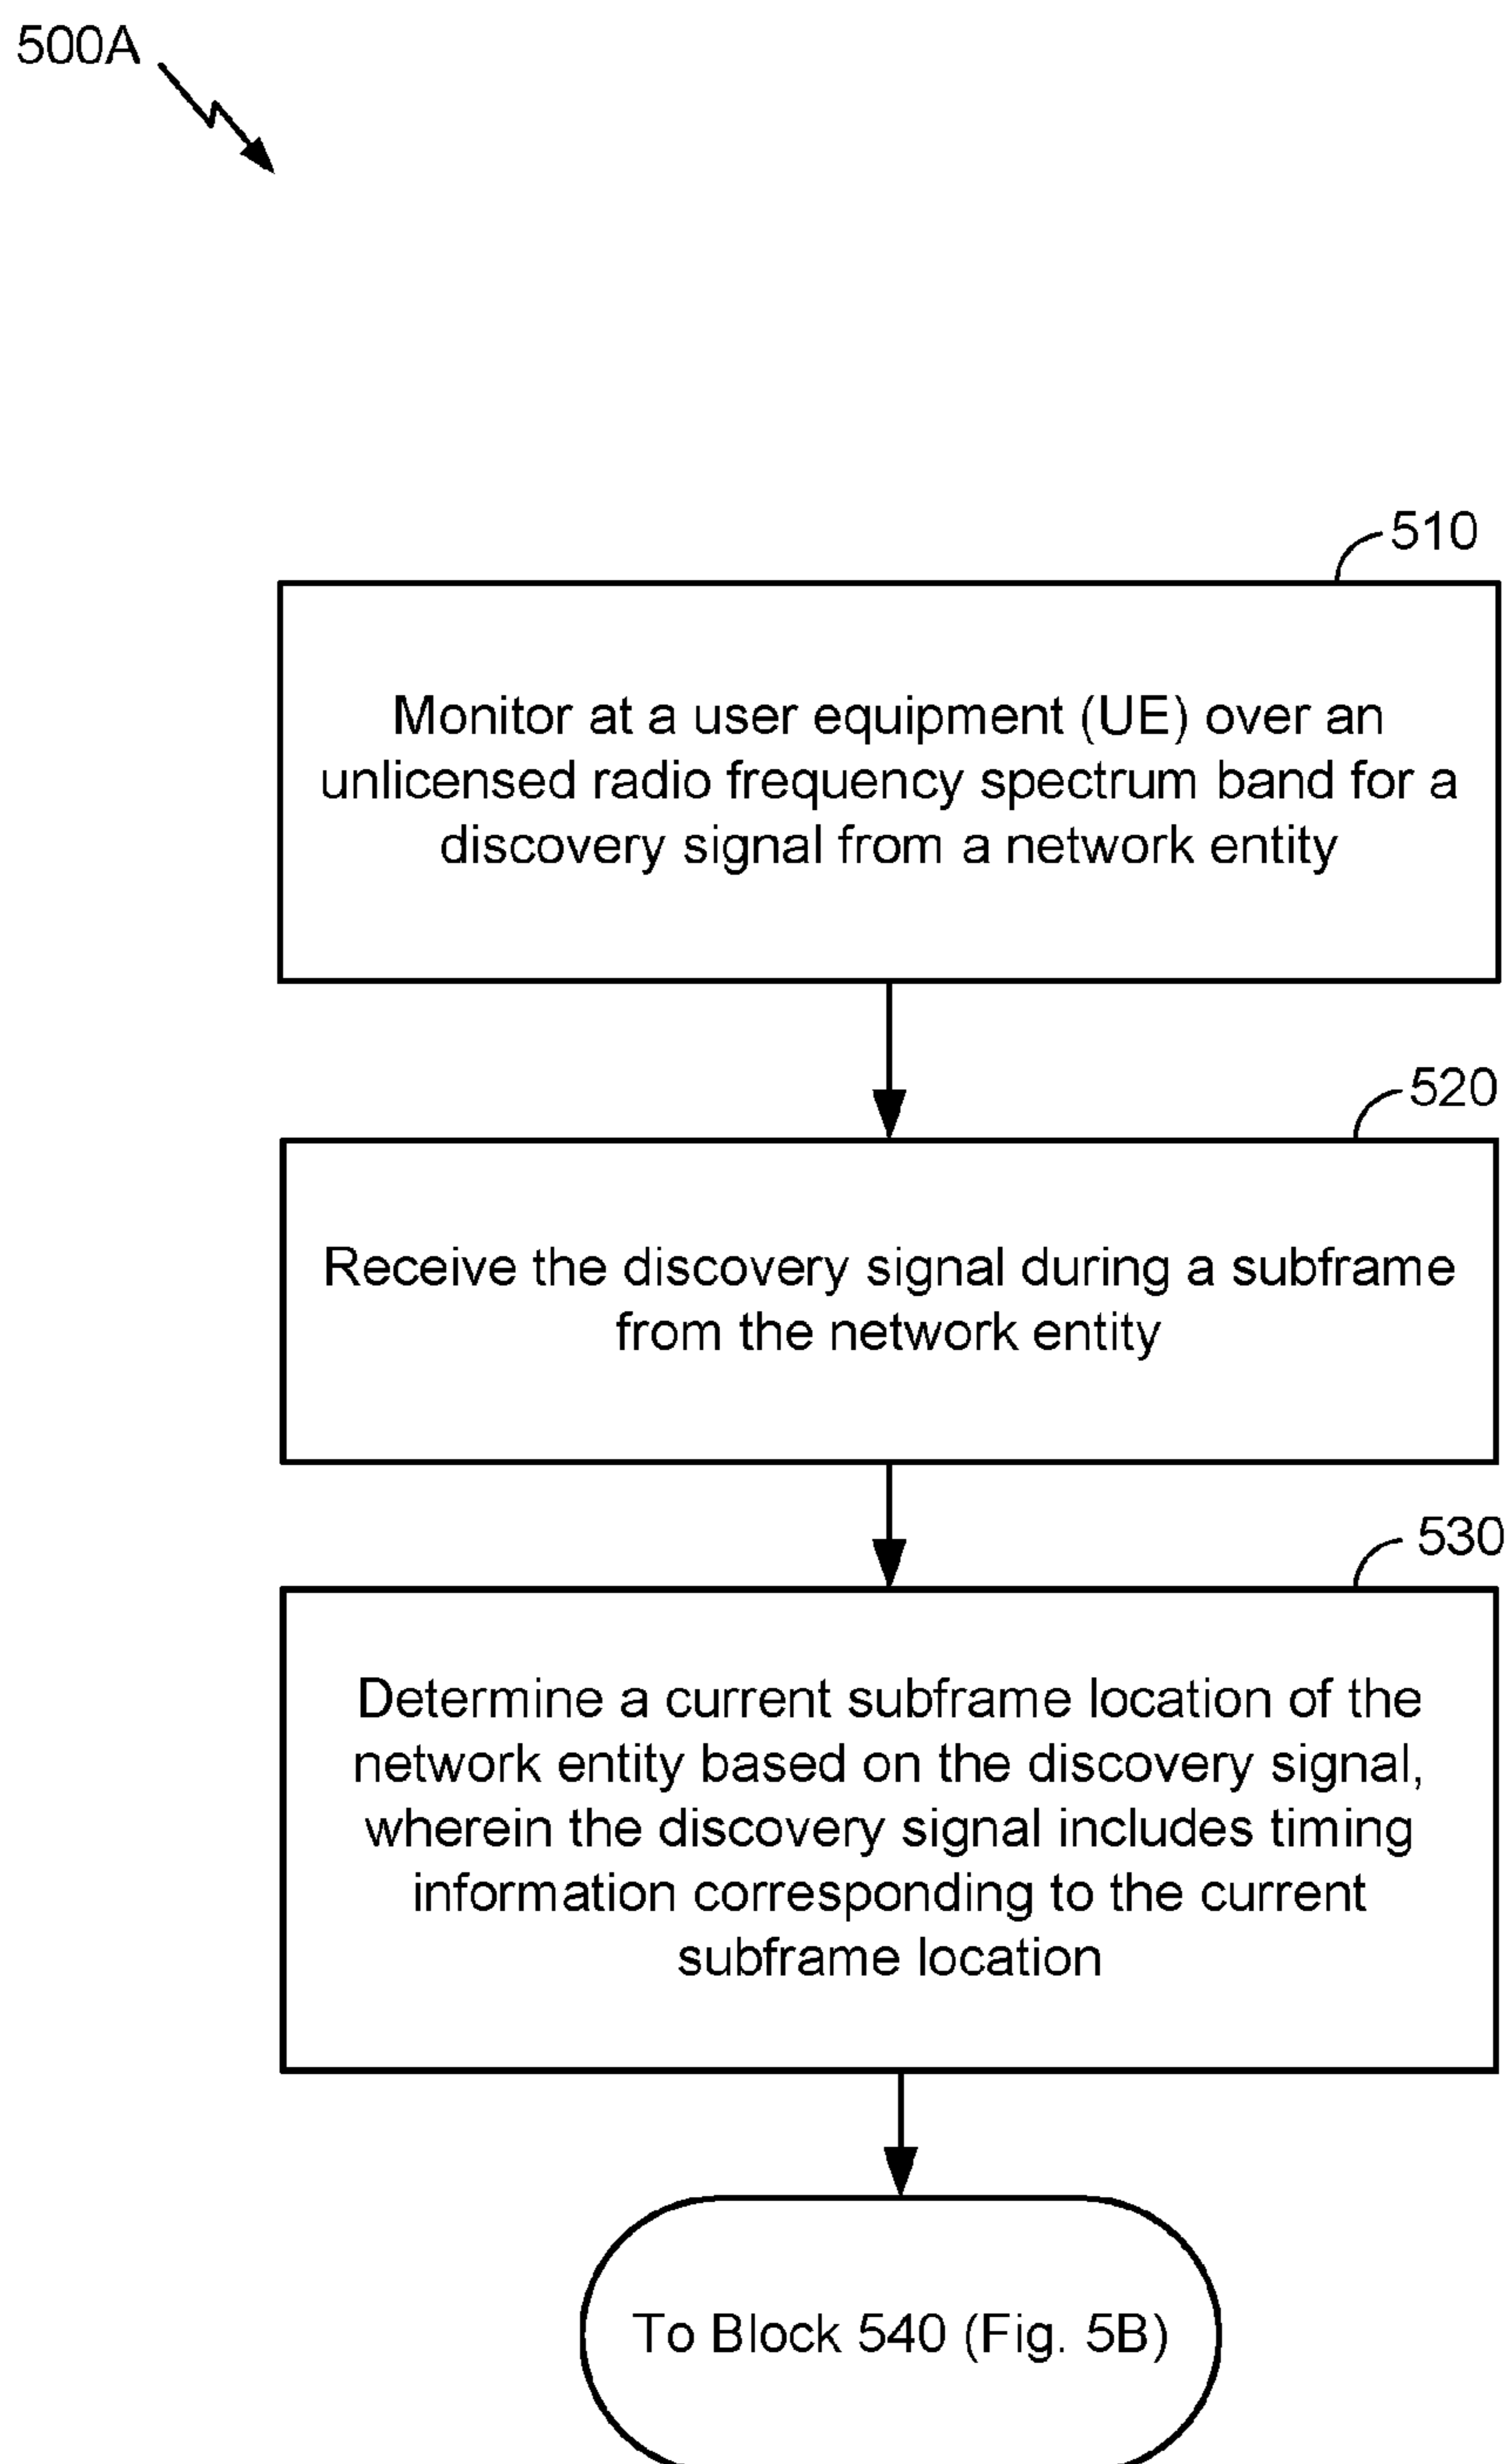 500A
510
Monitor at a user equipment (UE) over an
unlicensed radio frequency spectrum band for a
discovery signal from a network entity
520
Receive the discovery signal during a subframe
from the network entity
530
Determine a current subframe location of the
network entity based on the discovery signal,
wherein the discovery signal includes timing
information corresponding to the current
subframe location
To Block 540 (Fig. 5B)